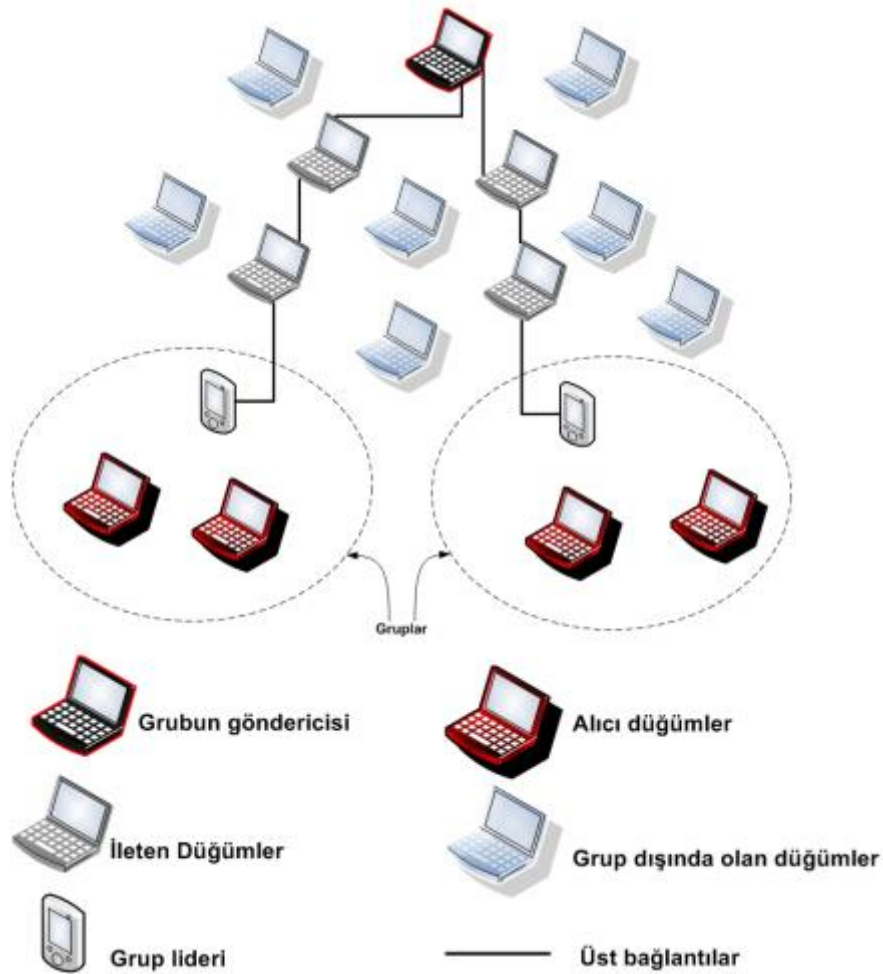 Gruplar
Grubun göndericisi
Alıcı düğümler
İleten Düğümler
Grup dışında olan düğümler
Grup lideri
Üst bağlantılar